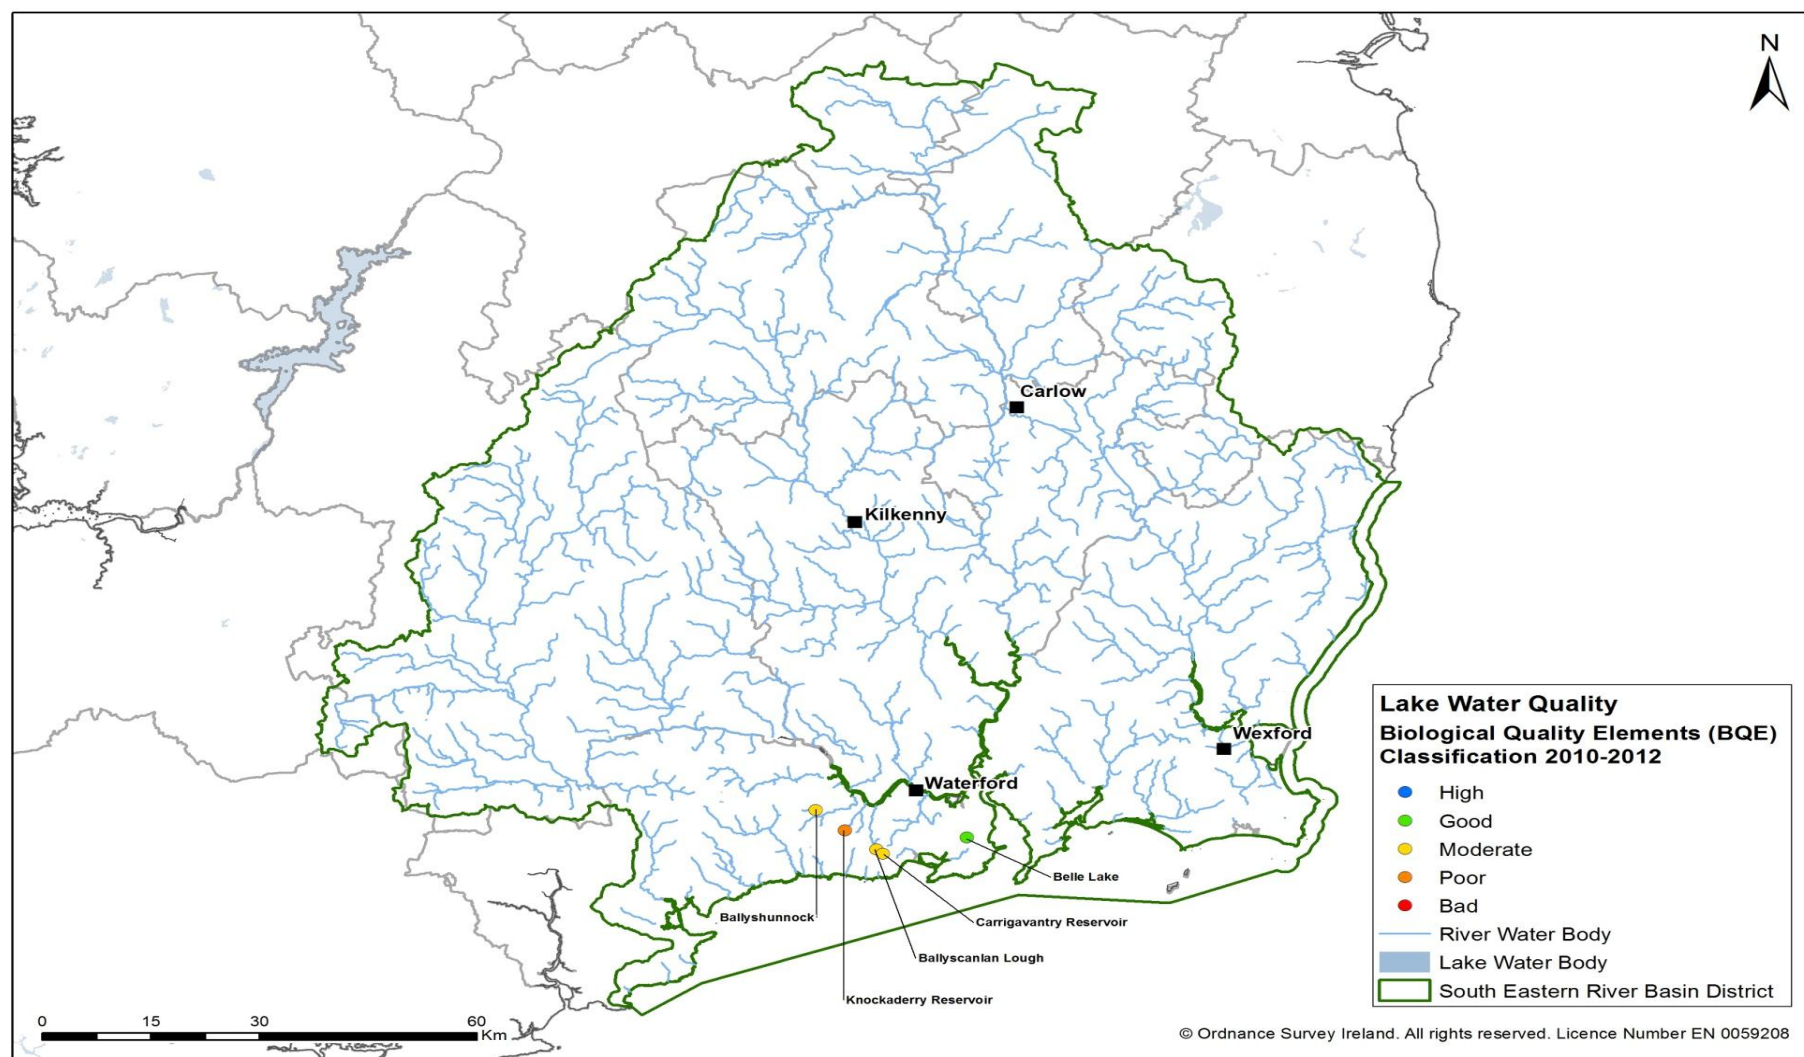 N
Carlow
Kilkenny
Wexford
Waterford
Belle Lake
Ballyshunnock
Carrigavantry Reservoir
Ballyscanlan Lough
Knockaderry Reservoir
Lake Water Quality
Biological Quality Elements (BQE)
Classification 2010-2012
High
Good
Moderate
Poor
Bad
River Water Body
Lake Water Body
South Eastern River Basin District
0 15 30 60
Km
© Ordnance Survey Ireland. All rights reserved. Licence Number EN 0059208